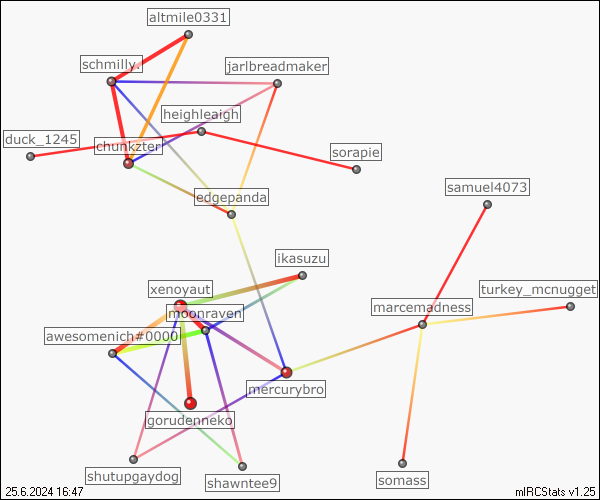 altmile0331
schmilly.
jarlbreadmaker
heighleaigh
duck_1245
chunkzter
sorapie
samuel4073
edgepanda
ikasuzu
xenoyaut
turkey_mcnugget
moonraven
marcemadness
awesomenich#0000
mercurybro
gorudenneko
shutupgaydog
shawntee9
somass
25.6.2024 16:47
mIRCStats v1.25